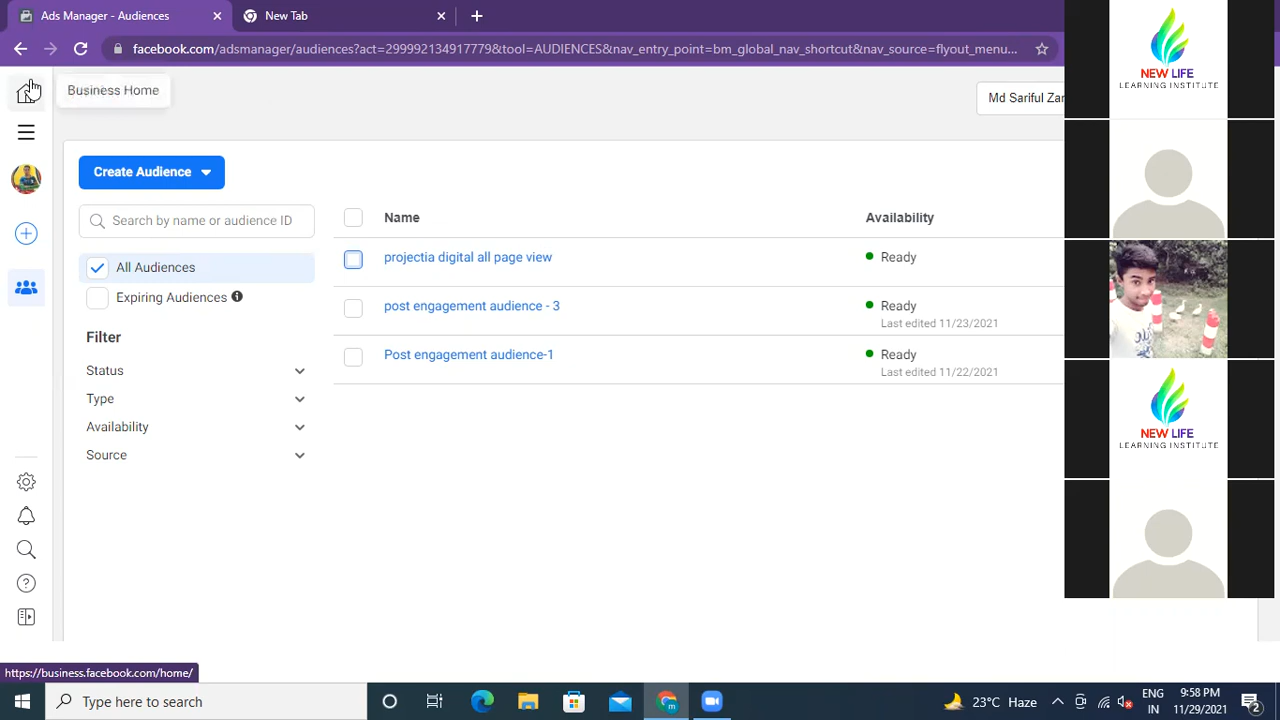 Ads Manager - Audiences
New Tab
facebook.com/adsmanager/audiences?act=299992134917779&tool=AUDIENCES&nav_entry_point=bm_global_nav_shortcut&nav_source=flyout_menu...
Business Home
Md Sariful Zar
Create Audience
Search by name or audience ID
Name
Availability
All Audiences
projectia digital all page view
Ready
Expiring Audiences
post engagement audience - 3
Ready
Last edited 11/23/2021
Filter
Post engagement audience-1
Ready
Last edited 11/22/2021
Status
Type
Availability
Source
NEW LIFE
LEARNING INSTITUTE
NEW LIFE
LEARNING INSTITUTE
https://business.facebook.com/home/
Type here to search
23°C Haze
ENG
IN
9:58 PM
11/29/2021
2